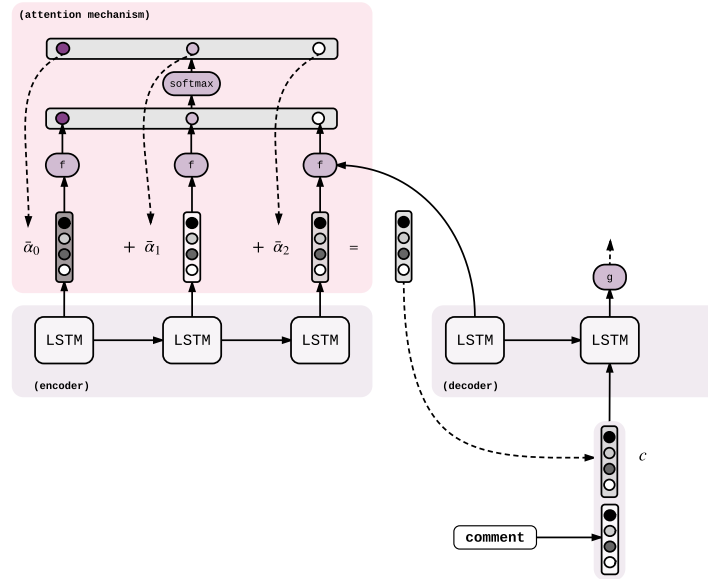 (attention mechanism)
softmax
f f f
ᾱ₀ + ᾱ₁ + ᾱ₂ =
g
LSTM LSTM LSTM LSTM LSTM
(encoder) (decoder)
c
comment